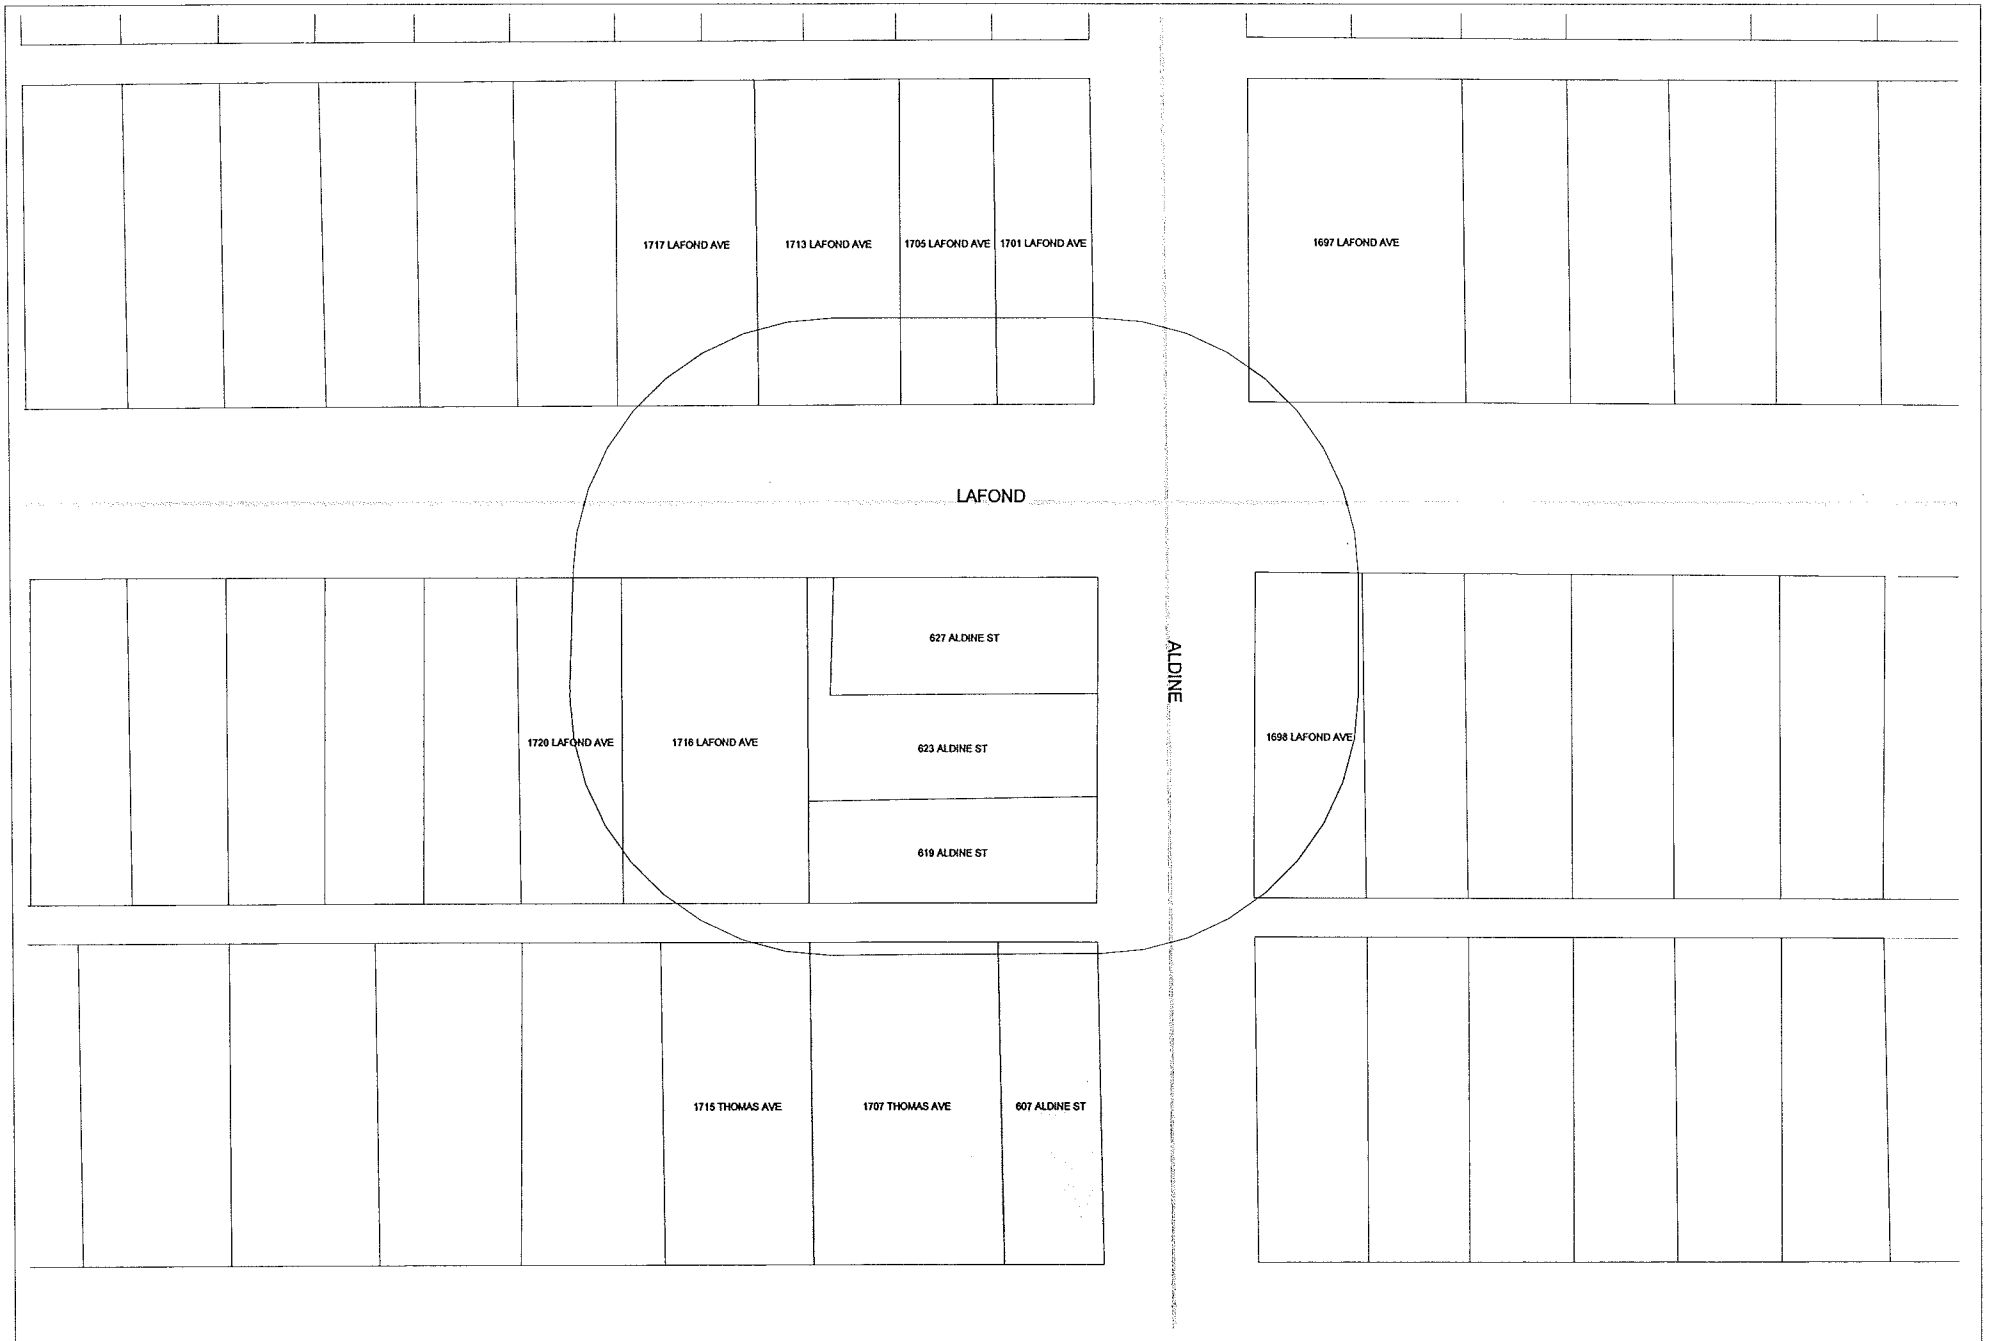 1717 LAFOND AVE
1713 LAFOND AVE
1705 LAFOND AVE
1701 LAFOND AVE
1697 LAFOND AVE
LAFOND
627 ALDINE ST
ALDINE
1720 LAFOND AVE
1716 LAFOND AVE
623 ALDINE ST
1698 LAFOND AVE
619 ALDINE ST
1715 THOMAS AVE
1707 THOMAS AVE
607 ALDINE ST